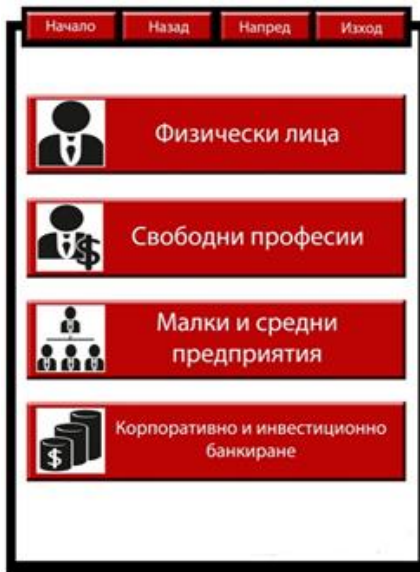 Начало Назад Напред Изход
Физически лица
Свободни професии
Малки и средни
предприятия
Корпоративно и инвестиционно
банкиране